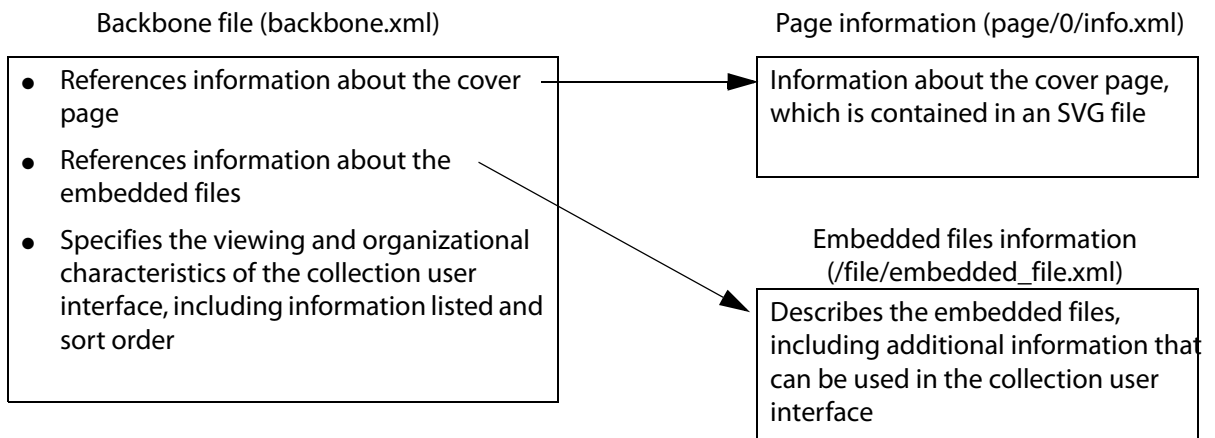 Backbone file (backbone.xml)
● References information about the cover
page
● References information about the
embedded files
● Specifies the viewing and organizational
characteristics of the collection user
interface, including information listed and
sort order
Page information (page/0/info.xml)
Information about the cover page,
which is contained in an SVG file
Embedded files information
(/file/embedded_file.xml)
Describes the embedded files,
including additional information that
can be used in the collection user
interface